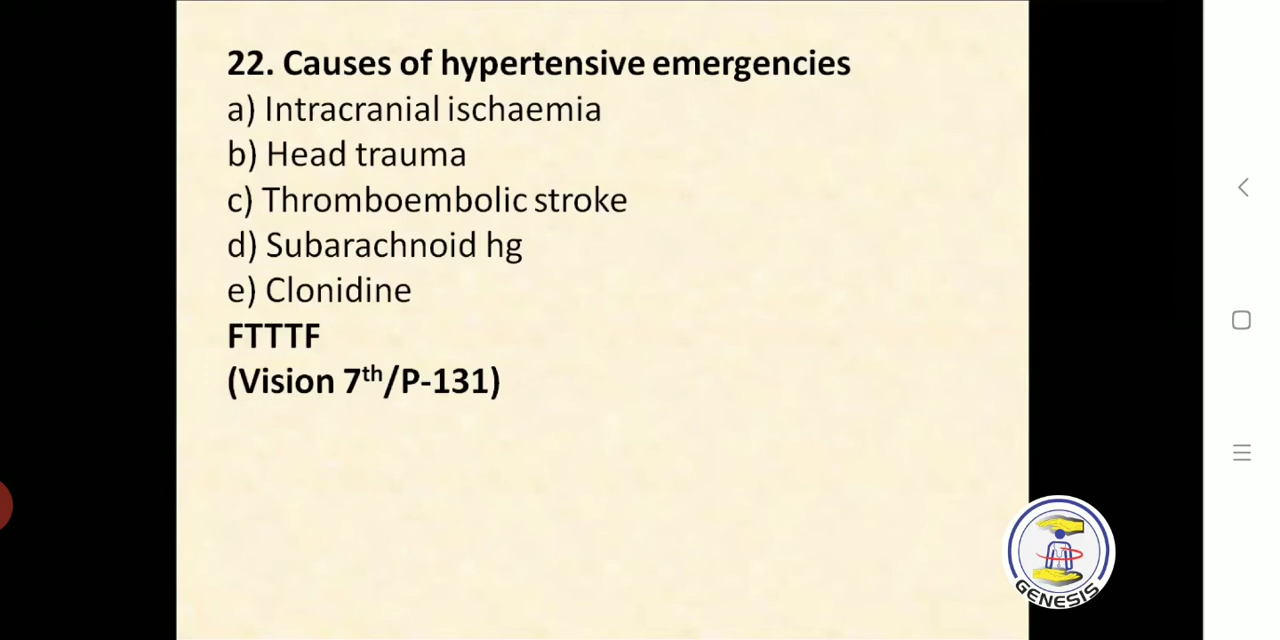 22. Causes of hypertensive emergencies
a) Intracranial ischaemia
b) Head trauma
c) Thromboembolic stroke
d) Subarachnoid hg
e) Clonidine
FTTTF
(Vision 7th/P-131)
GENESIS